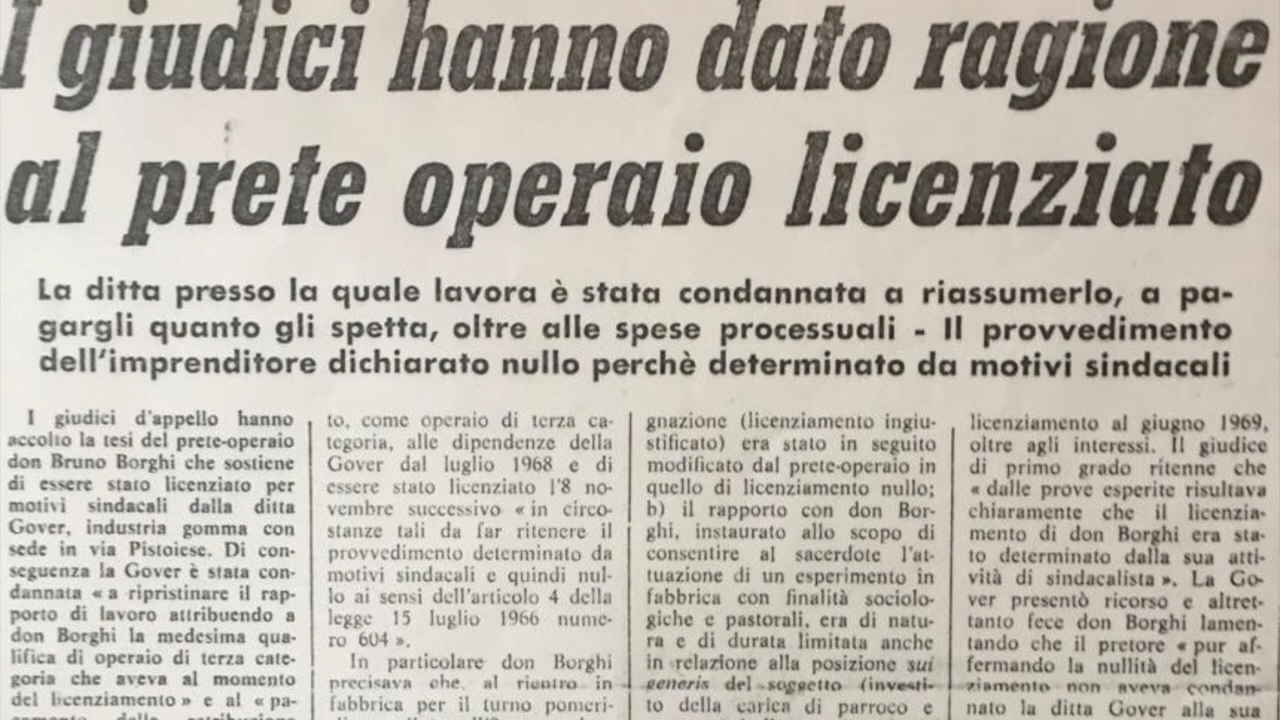 I giudici hanno dato ragione
al prete operaio licenziato
La ditta presso la quale lavora è stata condannata a riassumerlo, a pa-
gargli quanto gli spetta, oltre alle spese processuali - Il provvedimento
dell'imprenditore dichiarato nullo perchè determinato da motivi sindacali
I giudici d'appello hanno
accolto la tesi del prete-operaio
don Bruno Borghi che sostiene
di essere stato licenziato per
motivi sindacali dalla ditta
Gover, industria gomma con
sede in via Pistoiese. Di con-
seguenza la Gover è stata con-
dannata « a ripristinare il rap-
porto di lavoro attribuendo a
don Borghi la medesima qua-
lifica di operaio di terza cate-
goria che aveva al momento
del licenziamento » e al « pa-
to, come operaio di terza ca-
tegoria, alle dipendenze della
Gover dal luglio 1968 e di
essere stato licenziato l'8 no-
vembre successivo « in circo-
stanze tali da far ritenere il
provvedimento determinato da
motivi sindacali e quindi nul-
lo ai sensi dell'articolo 4 della
legge 15 luglio 1966 nume-
ro 604 ».
In particolare don Borghi
precisava che, al rientro in
fabbrica per il turno pomeri-
gnazione (licenziamento ingiu-
stificato) era stato in seguito
modificato dal prete-operaio in
quello di licenziamento nullo;
b) il rapporto con don Bor-
ghi, instaurato allo scopo di
consentire al sacerdote l'at-
tuazione di un esperimento in
fabbrica con finalità sociolo-
giche e pastorali, era di natu-
ra e di durata limitata anche
in relazione alla posizione sui
generis del soggetto (investi-
to della carica di parroco e
licenziamento al giugno 1969,
oltre agli interessi. Il giudice
di primo grado ritenne che
« dalle prove esperite risultava
chiaramente che il licenzia-
mento di don Borghi era sta-
to determinato dalla sua atti-
vità di sindacalista ». La Go-
ver presentò ricorso e altret-
tanto fece don Borghi lamen-
tando che il pretore « pur af-
fermando la nullità del licen-
ziamento non aveva condan-
nato la ditta Gover alla sua